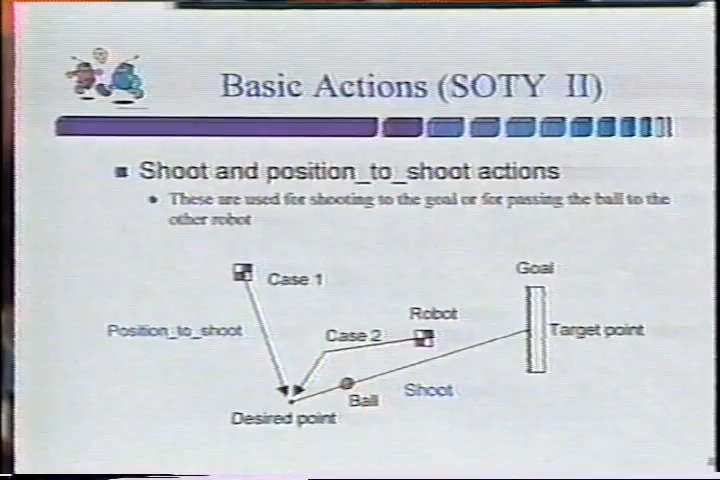 Basic Actions (SOTY II)
Shoot and position_to_shoot actions
These are used for shooting to the goal or for passing the ball to the
other robot
Goal
Case 1
Robot
Position_to_shoot
Case 2
Target point
Shoot
Ball
Desired point